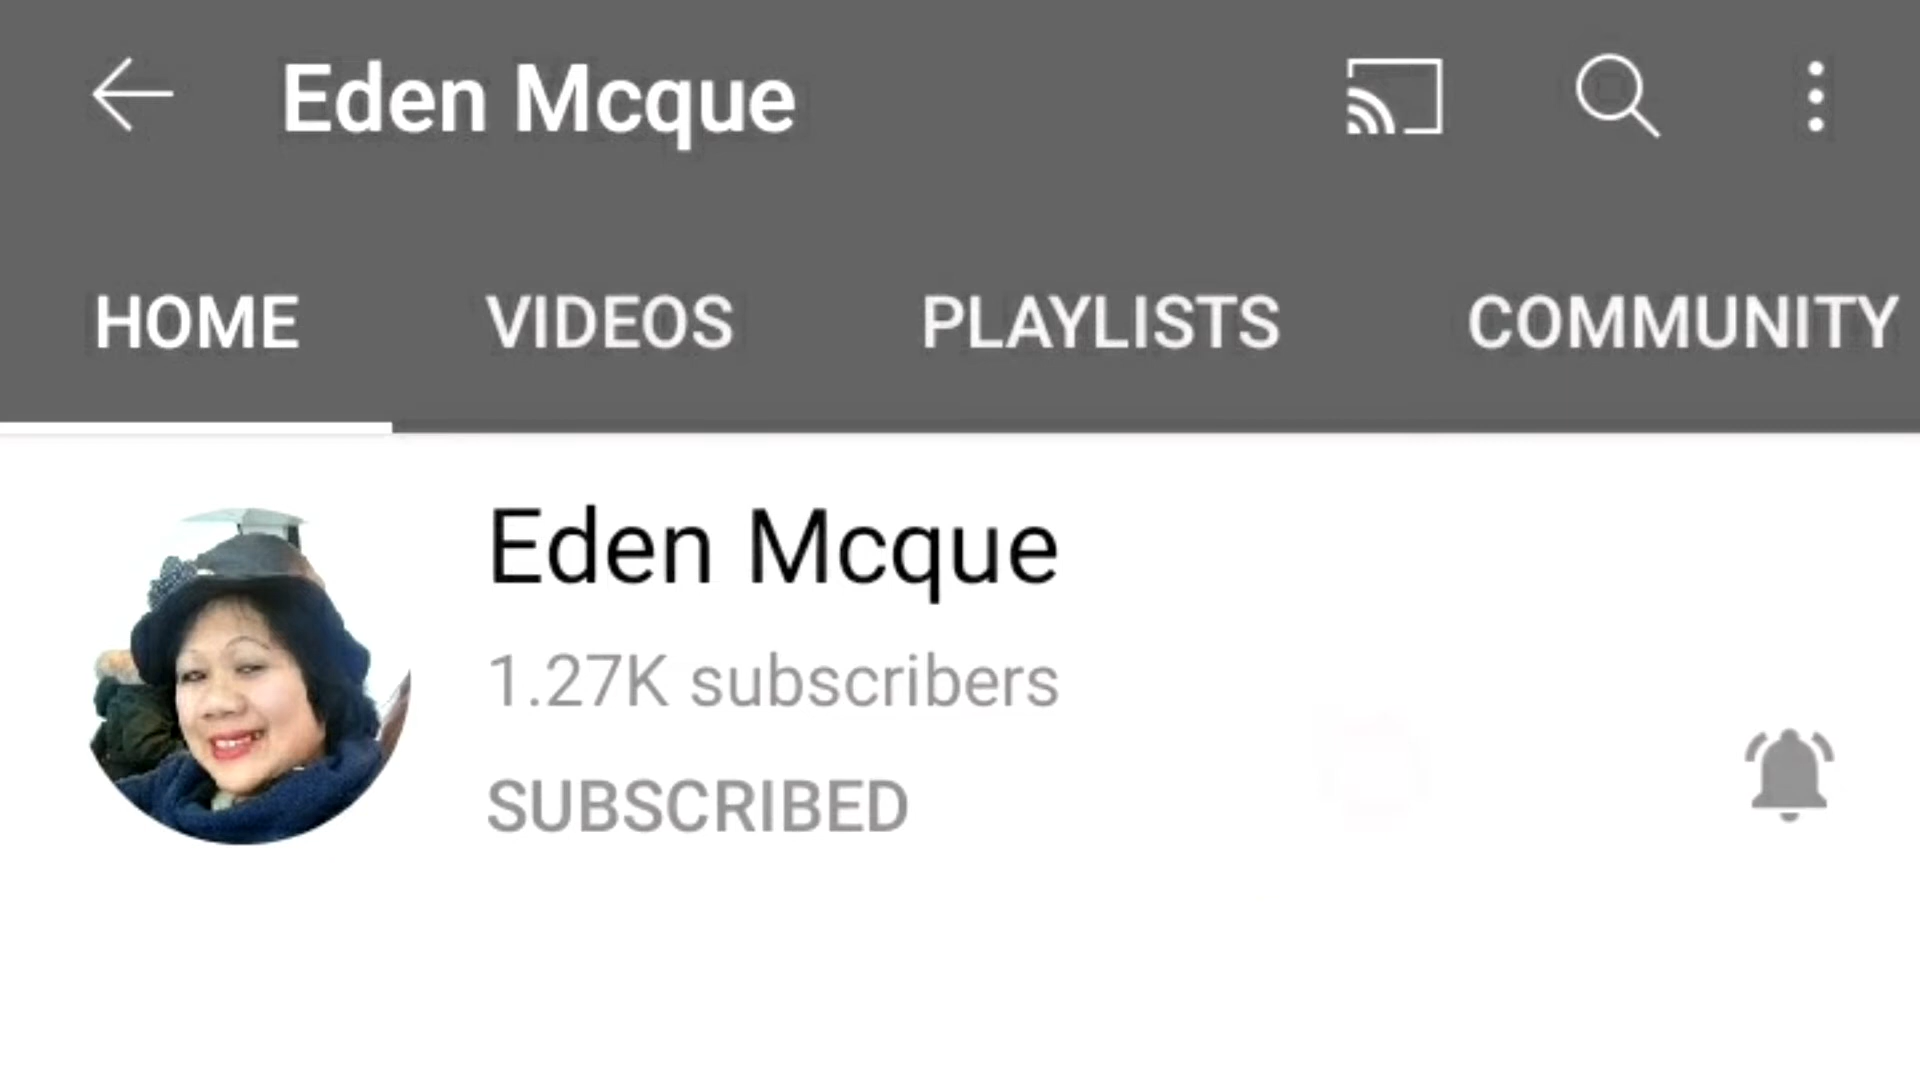 Eden Mcque
HOME VIDEOS PLAYLISTS COMMUNITY
Eden Mcque
1.27K subscribers
SUBSCRIBED